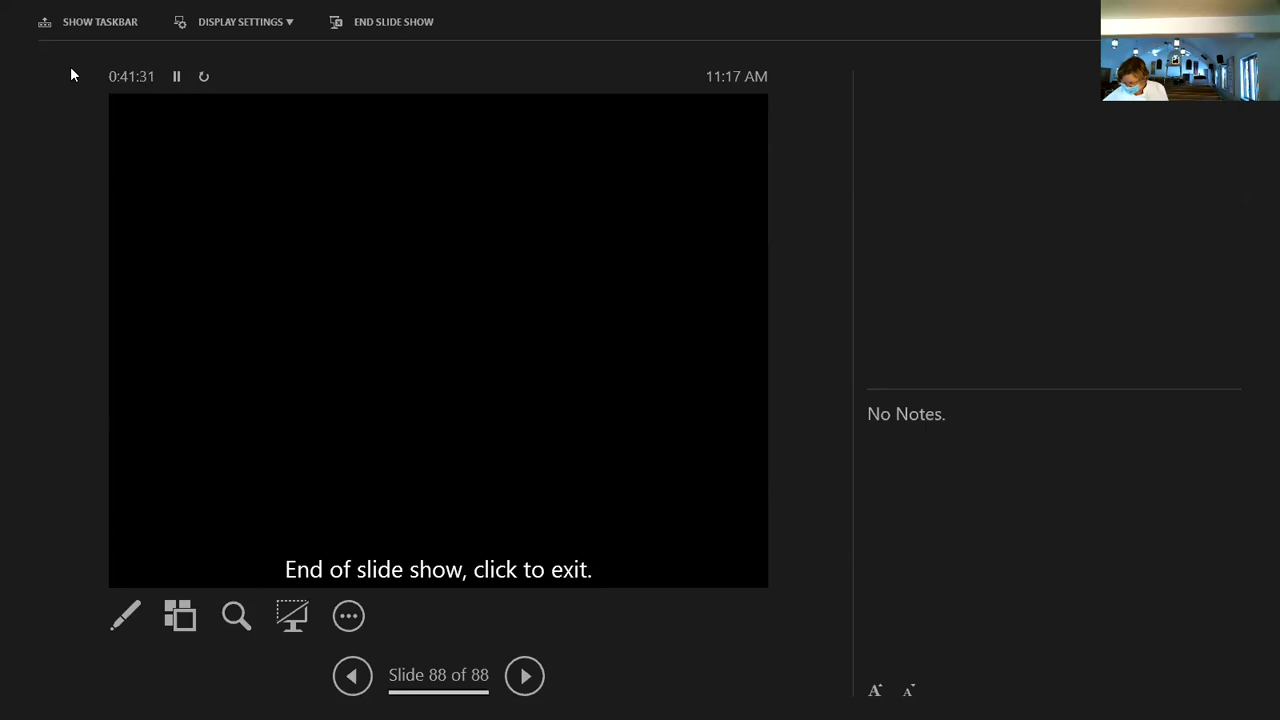 SHOW TASKBAR
DISPLAY SETTINGS ▼
END SLIDE SHOW
0:41:31
11:17 AM
End of slide show, click to exit.
No Notes.
Slide 88 of 88
A A